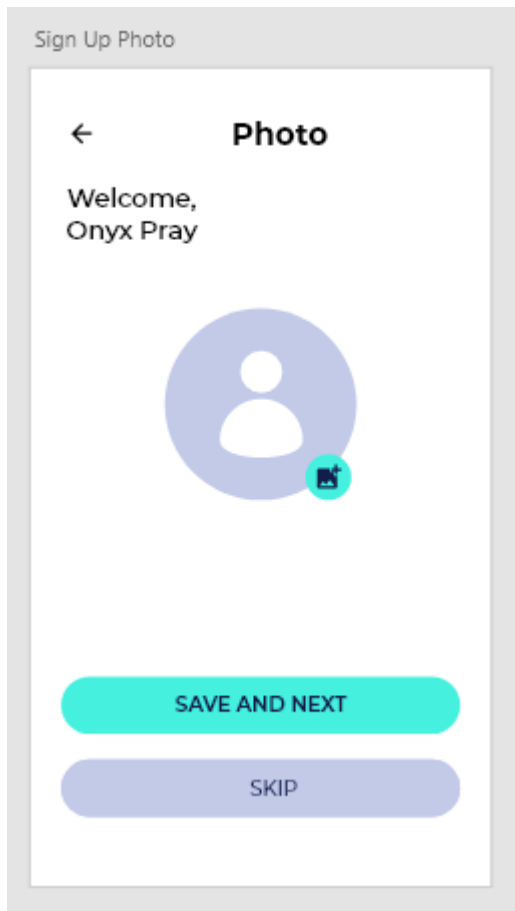 Sign Up Photo
Photo
Welcome,
Onyx Pray
SAVE AND NEXT
SKIP